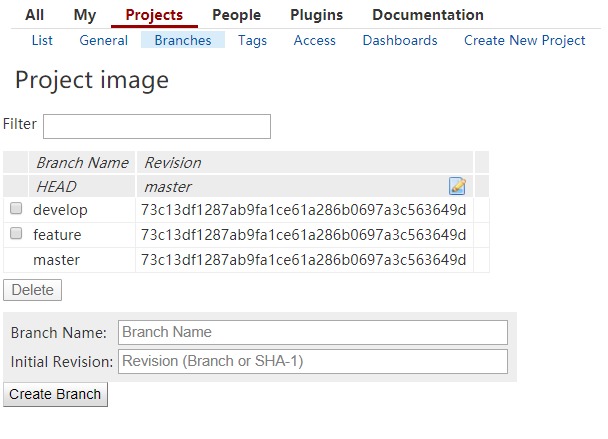 All My Projects People Plugins Documentation
List General Branches Tags Access Dashboards Create New Project
Project image
Filter
Branch Name Revision
HEAD master
develop 73c13df1287ab9fa1ce61a286b0697a3c563649d
feature 73c13df1287ab9fa1ce61a286b0697a3c563649d
master 73c13df1287ab9fa1ce61a286b0697a3c563649d
Delete
Branch Name: Branch Name
Initial Revision: Revision (Branch or SHA-1)
Create Branch